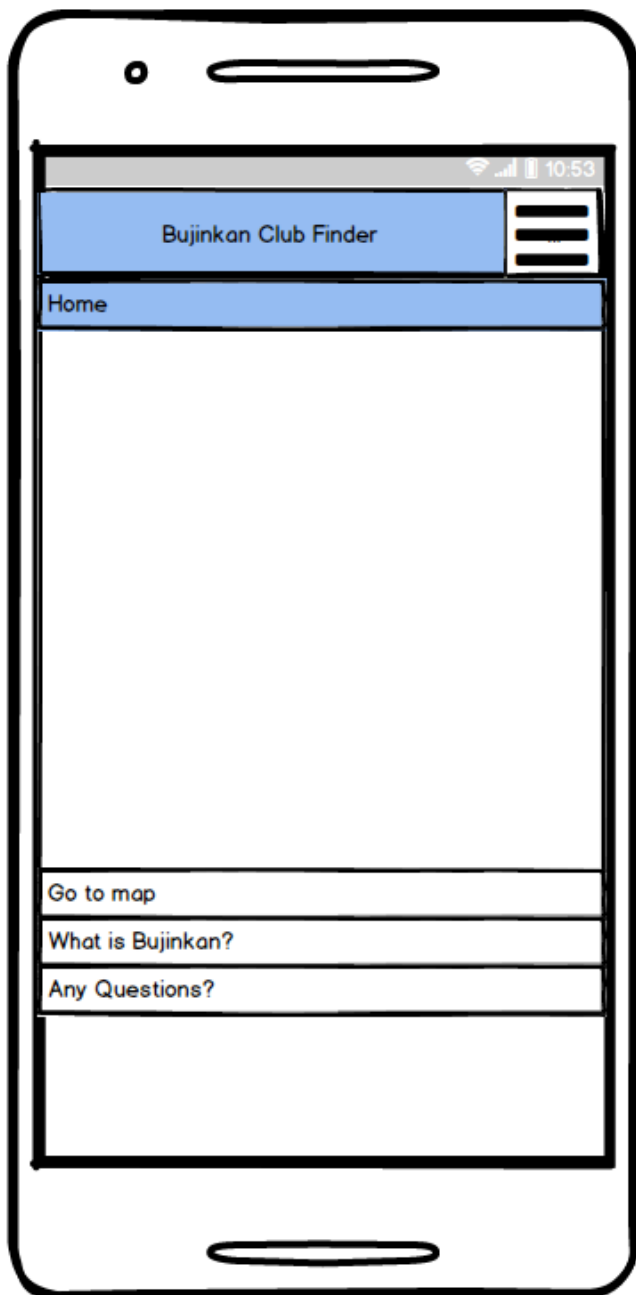 10:53
Bujinkan Club Finder
...
Home
Go to map
What is Bujinkan?
Any Questions?